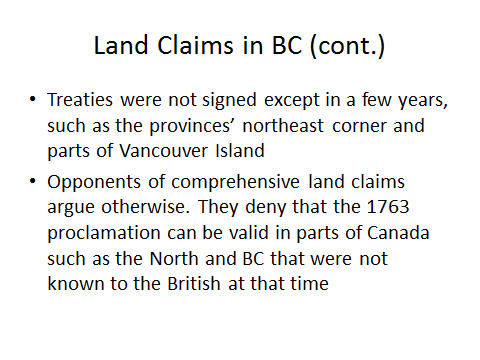 Land Claims in BC (cont.)
• Treaties were not signed except in a few years,
such as the provinces’ northeast corner and
parts of Vancouver Island
• Opponents of comprehensive land claims
argue otherwise. They deny that the 1763
proclamation can be valid in parts of Canada
such as the North and BC that were not
known to the British at that time